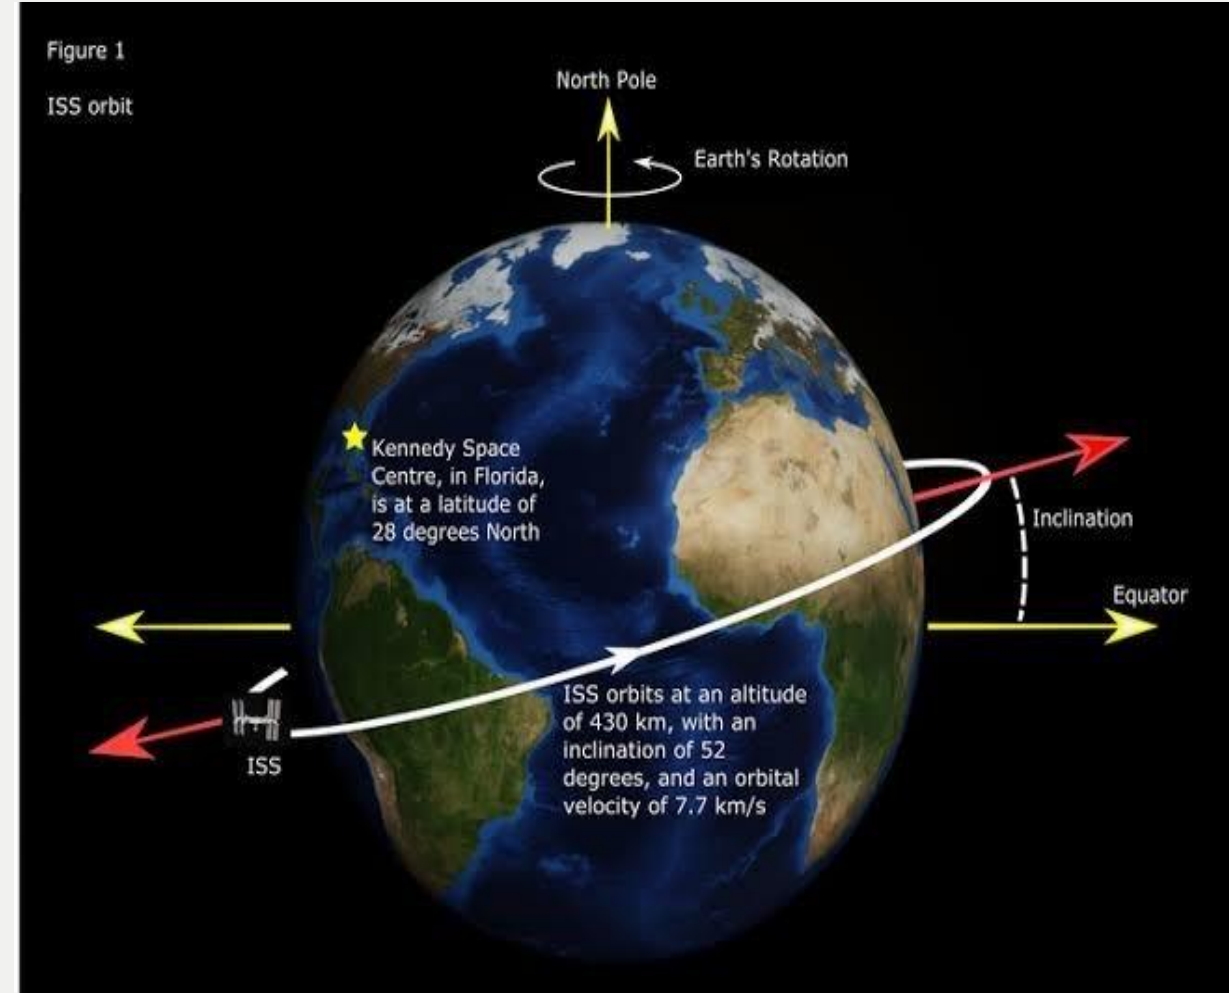 Figure 1
ISS orbit
North Pole
Earth's Rotation
Kennedy Space
Centre, in Florida,
is at a latitude of
28 degrees North
Inclination
Equator
ISS orbits at an altitude
of 430 km, with an
inclination of 52
degrees, and an orbital
velocity of 7.7 km/s
ISS